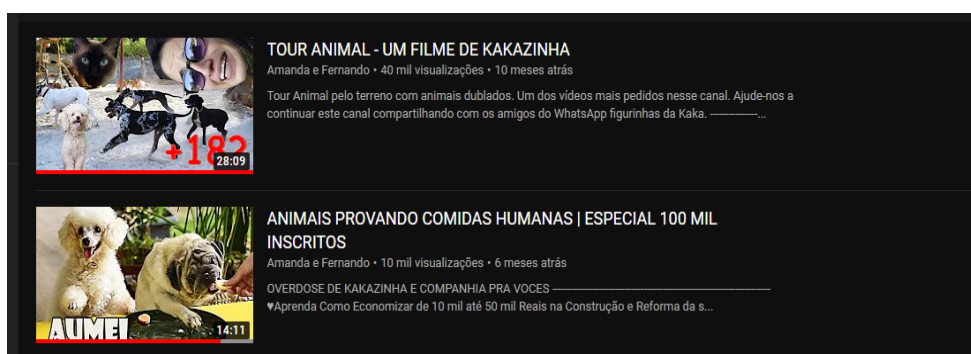 TOUR ANIMAL - UM FILME DE KAKAZINHA
Amanda e Fernando • 40 mil visualizações • 10 meses atrás
Tour Animal pelo terreno com animais dublados. Um dos vídeos mais pedidos nesse canal. Ajude-nos a
continuar este canal compartilhando com os amigos do WhatsApp figurinhas da Kaka. —————...
+182
28:09
ANIMAIS PROVANDO COMIDAS HUMANAS | ESPECIAL 100 MIL
INSCRITOS
Amanda e Fernando • 10 mil visualizações • 6 meses atrás
OVERDOSE DE KAKAZINHA E COMPANHIA PRA VOCES ——————————————————————
♥Aprenda Como Economizar de 10 mil até 50 mil Reais na Construção e Reforma da s...
AUMEI
14:11